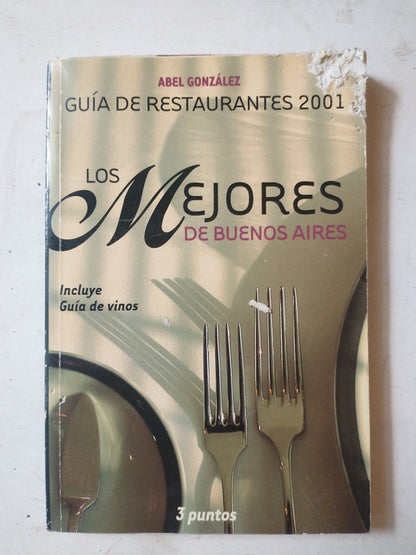 ABEL GONZÁLEZ
GUÍA DE RESTAURANTES 2001
LOS
MEJORES
DE BUENOS AIRES
Incluye
Guía de vinos
3 puntos